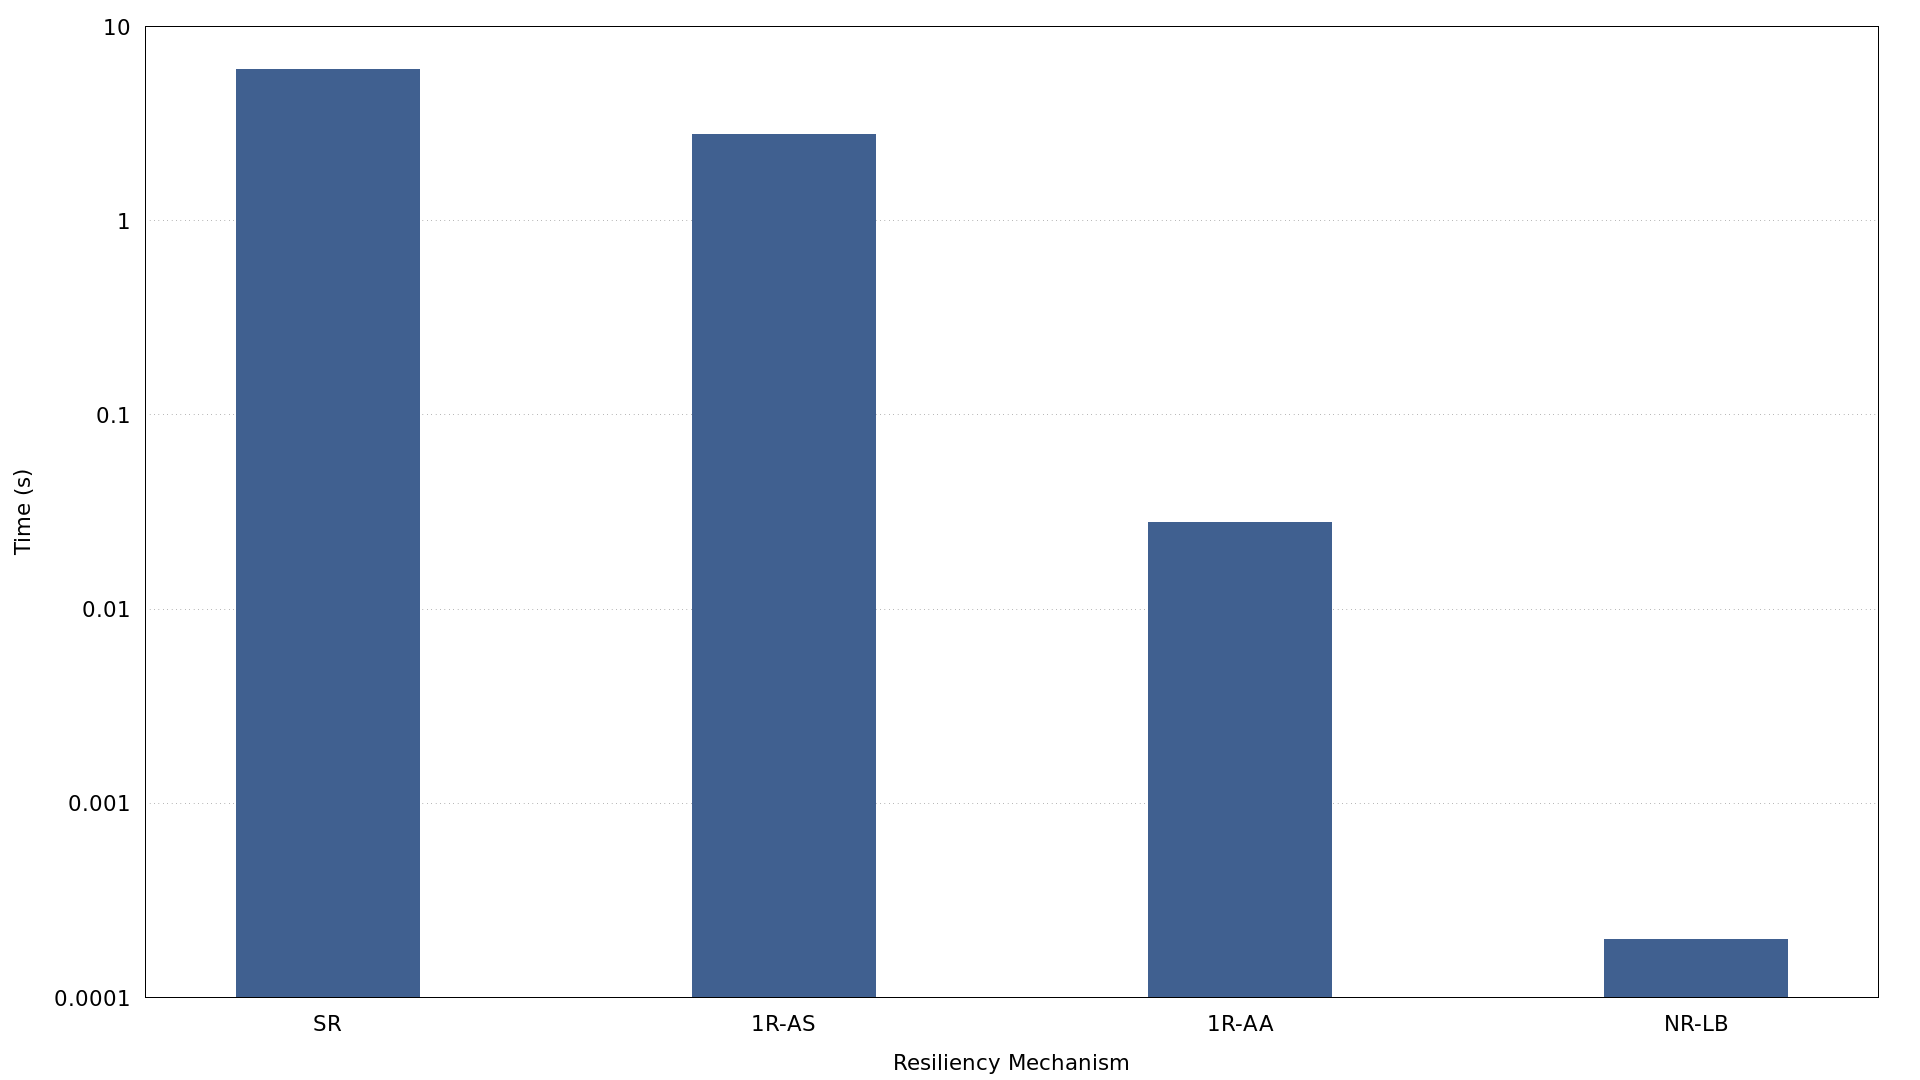 10
1
0.1
0.01
0.001
0.0001
Time (s)
SR 1R-AS 1R-AA NR-LB
Resiliency Mechanism